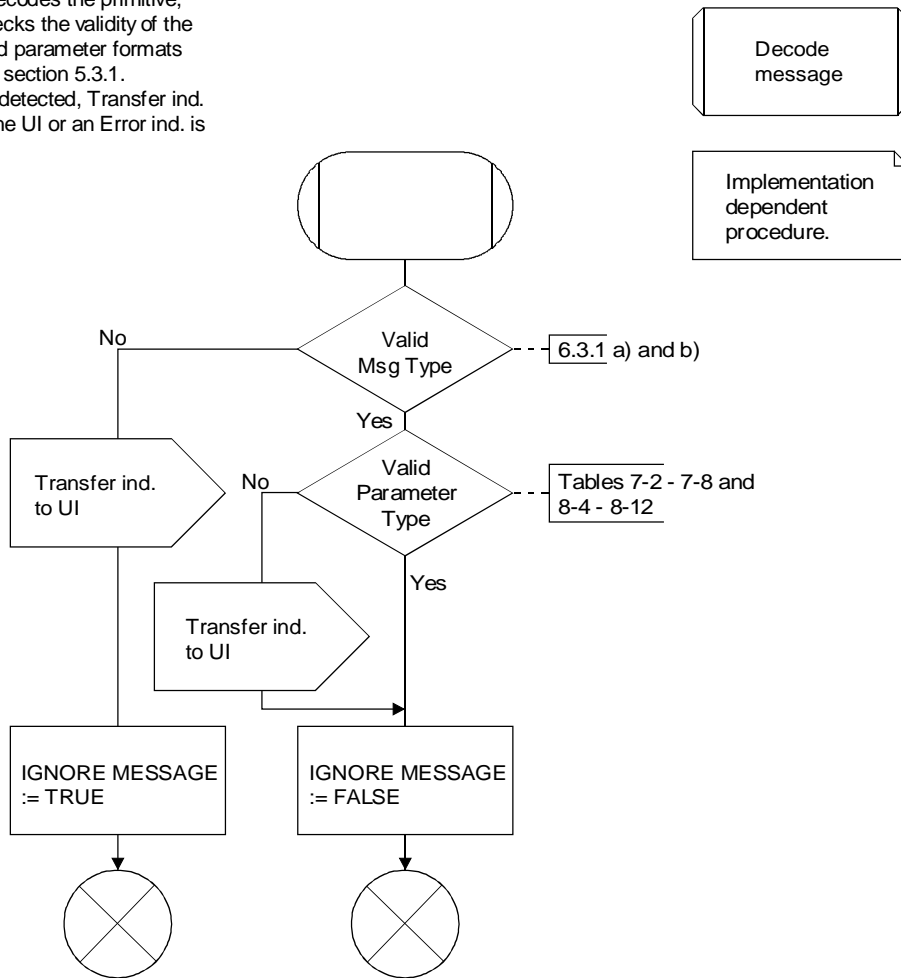 ecodes the primitive,
ecks the validity of the
d parameter formats
section 5.3.1.
detected, Transfer ind.
ne UI or an Error ind. is
Decode
message
Implementation
dependent
procedure.
Valid
Msg Type
No
6.3.1 a) and b)
Yes
Transfer ind.
to UI
No
Valid
Parameter
Type
Tables 7-2 - 7-8 and
8-4 - 8-12
Yes
Transfer ind.
to UI
IGNORE MESSAGE
:= TRUE
IGNORE MESSAGE
:= FALSE